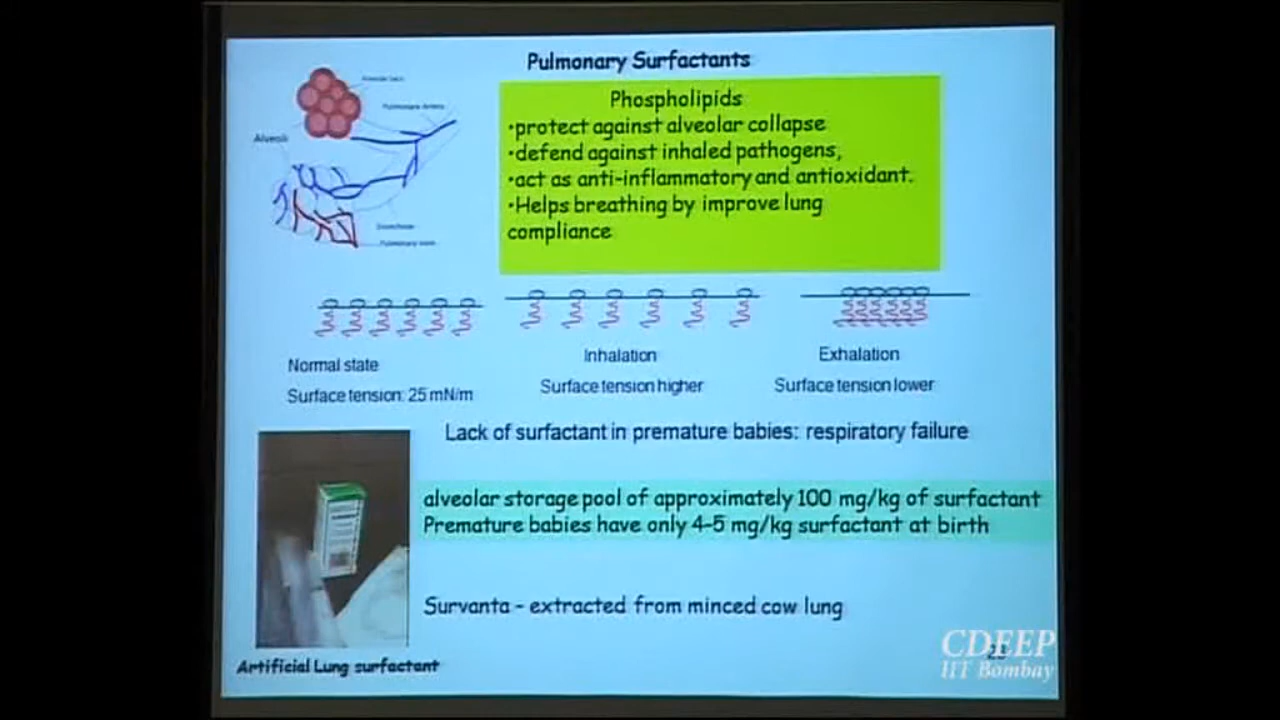 Pulmonary Surfactants
Alveoli
Pulmonary
Pulmonary vein
Phospholipids
•protect against alveolar collapse
•defend against inhaled pathogens,
•act as anti-inflammatory and antioxidant.
•Helps breathing by improve lung
compliance
Normal state
Surface tension: 25 mN/m
Inhalation
Surface tension higher
Exhalation
Surface tension lower
Lack of surfactant in premature babies: respiratory failure
alveolar storage pool of approximately 100 mg/kg of surfactant
Premature babies have only 4-5 mg/kg surfactant at birth
Survanta - extracted from minced cow lung
Artificial Lung surfactant
CDEEP
IIT Bombay